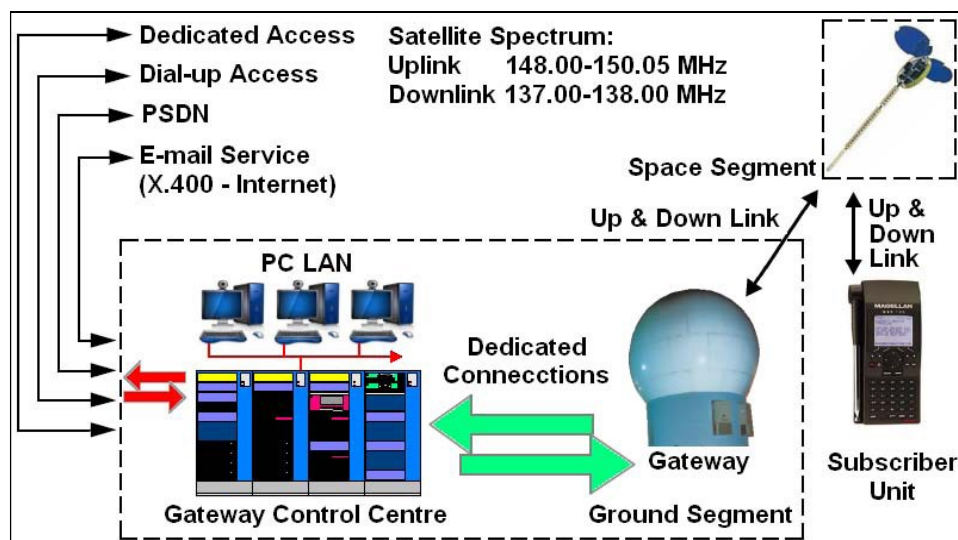 Dedicated Access
Dial-up Access
PSDN
E-mail Service
(X.400 - Internet)
Satellite Spectrum:
Uplink 148.00-150.05 MHz
Downlink 137.00-138.00 MHz
Space Segment
Up & Down Link
Up &
Down
Link
PC LAN
Dedicated
Connecctions
MAGELLAN
Gateway
Subscriber
Unit
Gateway Control Centre
Ground Segment